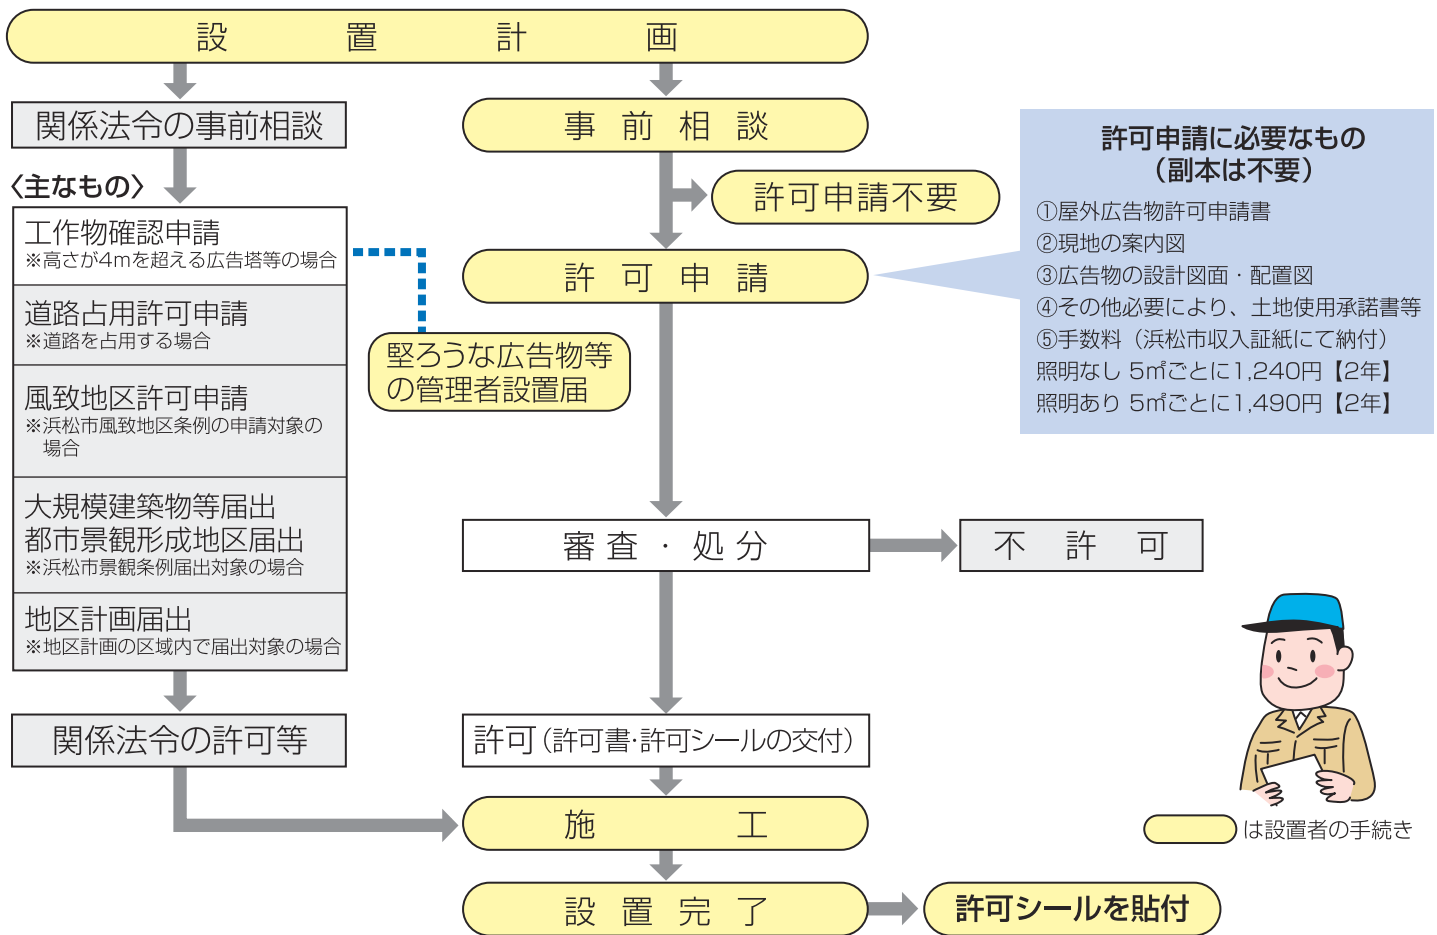 設置計画
関係法令の事前相談
〈主なもの〉
工作物確認申請
※高さが4mを超える広告塔等の場合
道路占用許可申請
※道路を占用する場合
風致地区許可申請
※浜松市風致地区条例の申請対象の
場合
大規模建築物等届出
都市景観形成地区届出
※浜松市景観条例届出対象の場合
地区計画届出
※地区計画の区域内で届出対象の場合
関係法令の許可等
堅ろうな広告物等
の管理者設置届
事前相談
許可申請不要
許可申請
許可申請に必要なもの
（副本は不要）
①屋外広告物許可申請書
②現地の案内図
③広告物の設計図面・配置図
④その他必要により、土地使用承諾書等
⑤手数料（浜松市収入証紙にて納付）
照明なし 5㎡ごとに1,240円【2年】
照明あり 5㎡ごとに1,490円【2年】
審査・処分
不許可
許可（許可書・許可シールの交付）
施工
設置完了
許可シールを貼付
は設置者の手続き